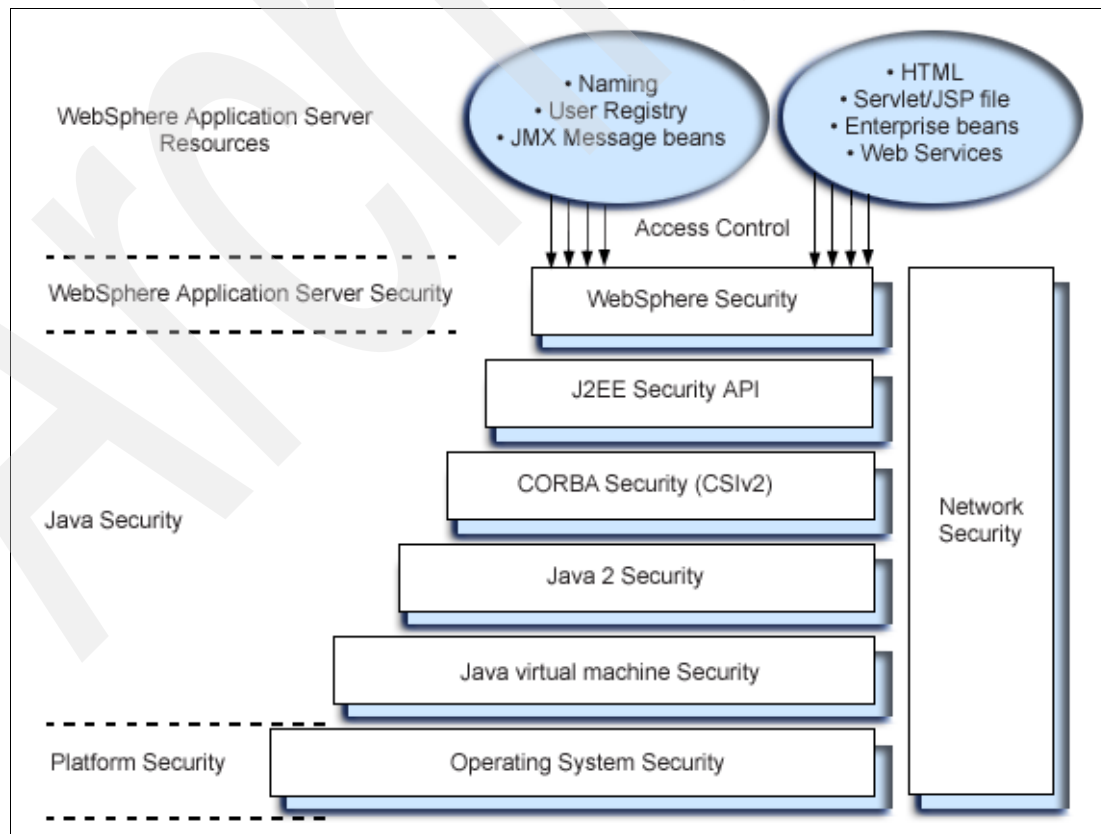 WebSphere Application Server
Resources
• Naming
• User Registry
• JMX Message beans
• HTML
• Servlet/JSP file
• Enterprise beans
• Web Services
Access Control
WebSphere Application Server Security
WebSphere Security
J2EE Security API
CORBA Security (CSIv2)
Java Security
Java 2 Security
Java virtual machine Security
Network
Security
Platform Security
Operating System Security